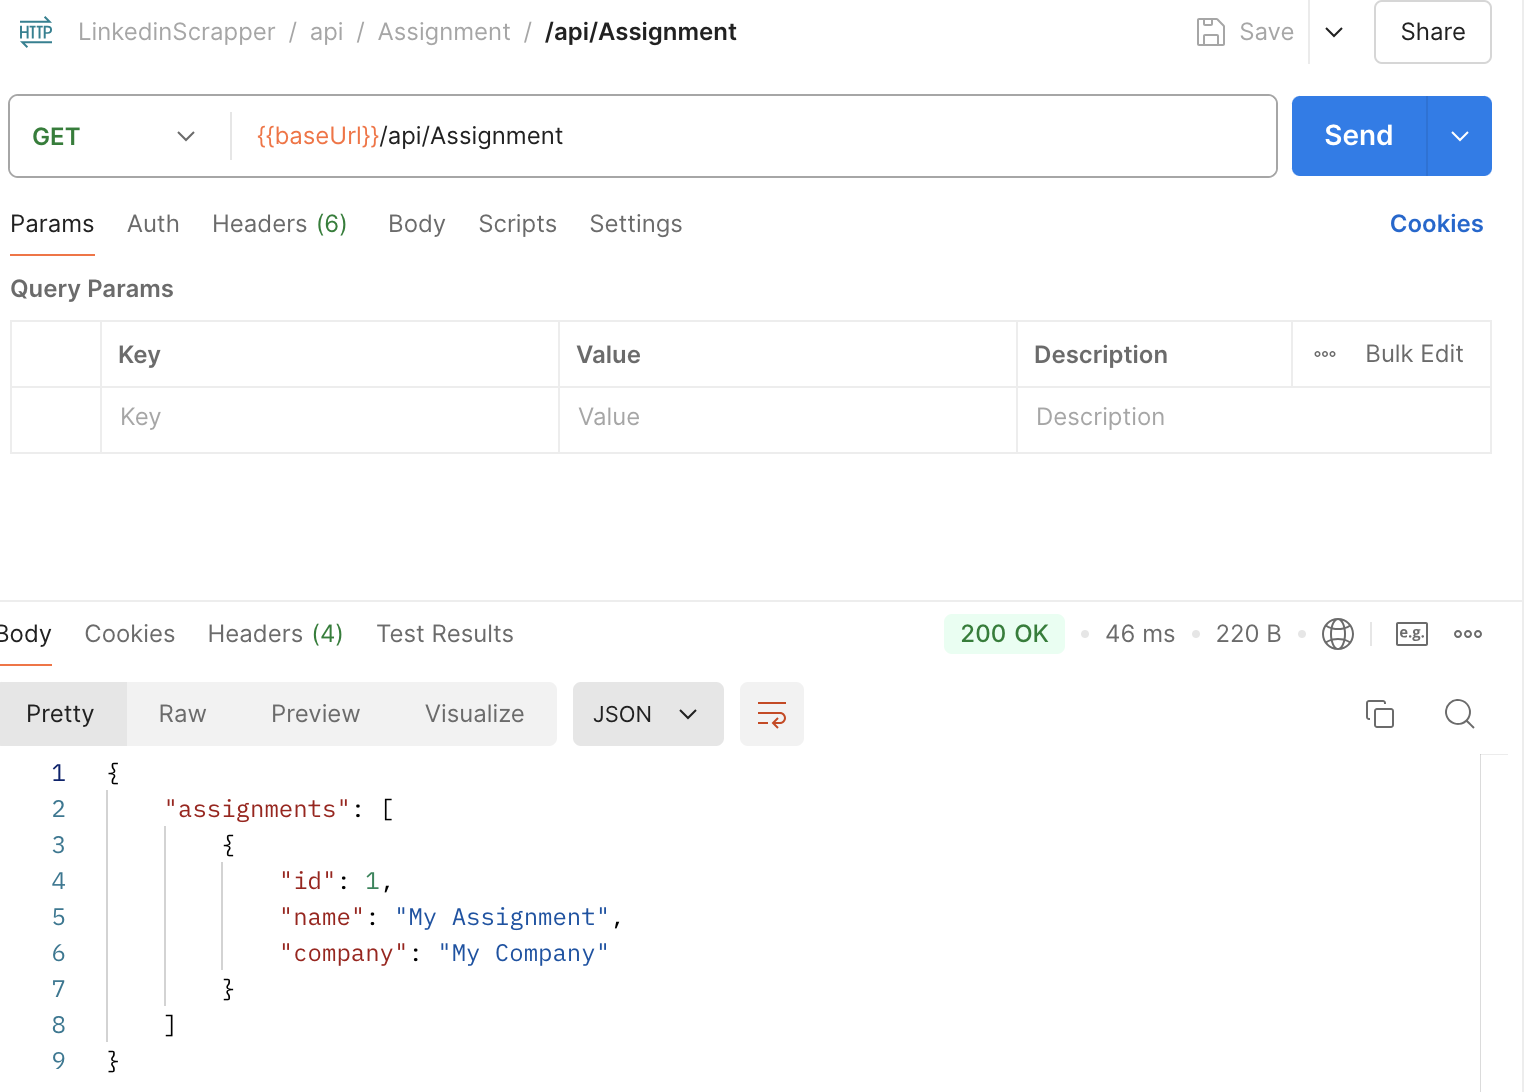 HTTP LinkedinScrapper / api / Assignment / /api/Assignment Save Share
GET {{baseUrl}}/api/Assignment Send
Params Auth Headers (6) Body Scripts Settings Cookies
Query Params
Key Value Description Bulk Edit
Key Value Description
Body Cookies Headers (4) Test Results 200 OK • 46 ms • 220 B • e.g.
Pretty Raw Preview Visualize JSON
1 {
2 "assignments": [
3 {
4 "id": 1,
5 "name": "My Assignment",
6 "company": "My Company"
7 }
8 ]
9 }